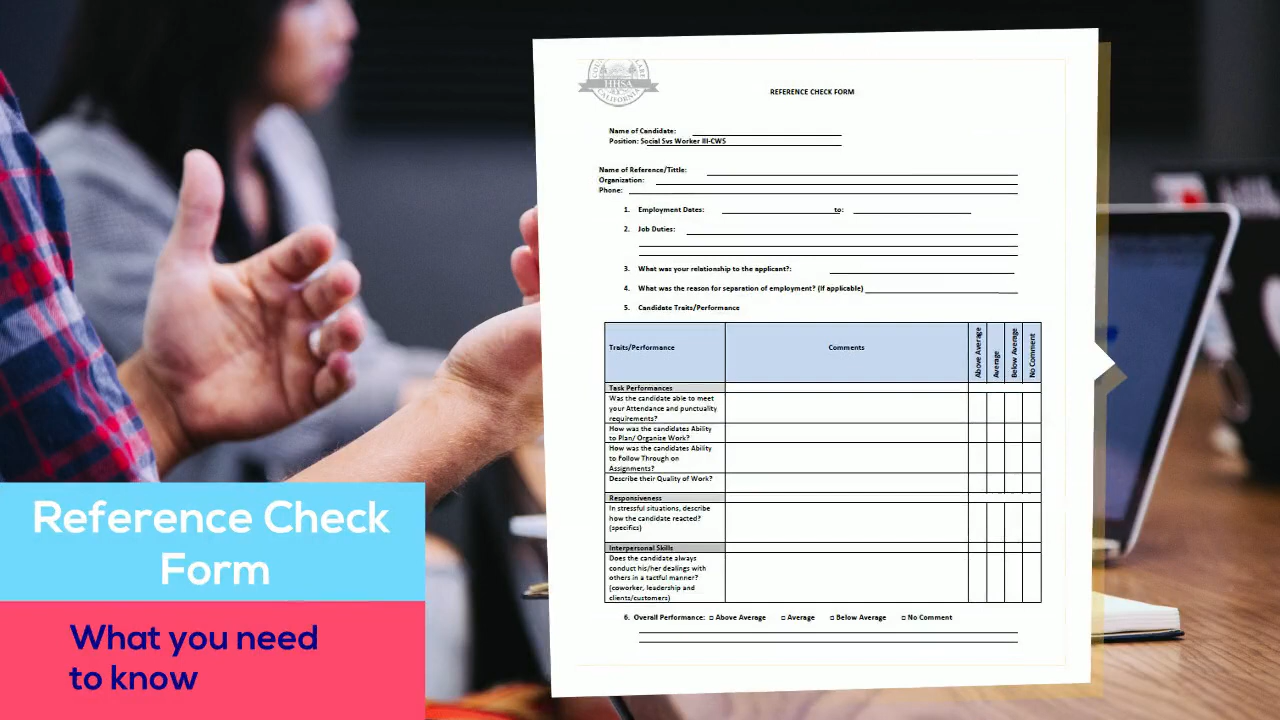 HHSA
CALIFORNIA
REFERENCE CHECK FORM
Name of Candidate:
Position: Social Svs Worker III-CWS
Name of Reference/Tittle:
Organization:
Phone:
1. Employment Dates: to:
2. Job Duties:
3. What was your relationship to the applicant?:
4. What was the reason for separation of employment? (If applicable)
5. Candidate Traits/Performance
Traits/Performance Comments Above Average Average Below Average No Comment
Task Performances
Was the candidate able to meet
your Attendance and punctuality
requirements?
How was the candidates Ability
to Plan/ Organize Work?
How was the candidates Ability
to Follow Through on
Assignments?
Describe their Quality of Work?
Responsiveness
In stressful situations, describe
how the candidate reacted?
(specifics)
Interpersonal Skills
Does the candidate always
conduct his/her dealings with
others in a tactful manner?
(coworker, leadership and
clients/customers)
6. Overall Performance: □ Above Average □ Average □ Below Average □ No Comment
Reference Check
Form
What you need
to know